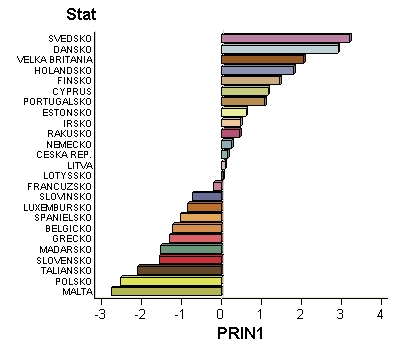 Stat
SVEDSKO
DANSKO
VELKA BRITANIA
HOLANDSKO
FINSKO
CYPRUS
PORTUGALSKO
ESTONSKO
IRSKO
RAKUSKO
NEMECKO
CESKA REP.
LITVA
LOTYSSKO
FRANCUZSKO
SLOVINSKO
LUXEMBURSKO
SPANIELSKO
BELGICKO
GRECKO
MADARSKO
SLOVENSKO
TALIANSKO
POLSKO
MALTA
-3 -2 -1 0 1 2 3 4
PRIN1